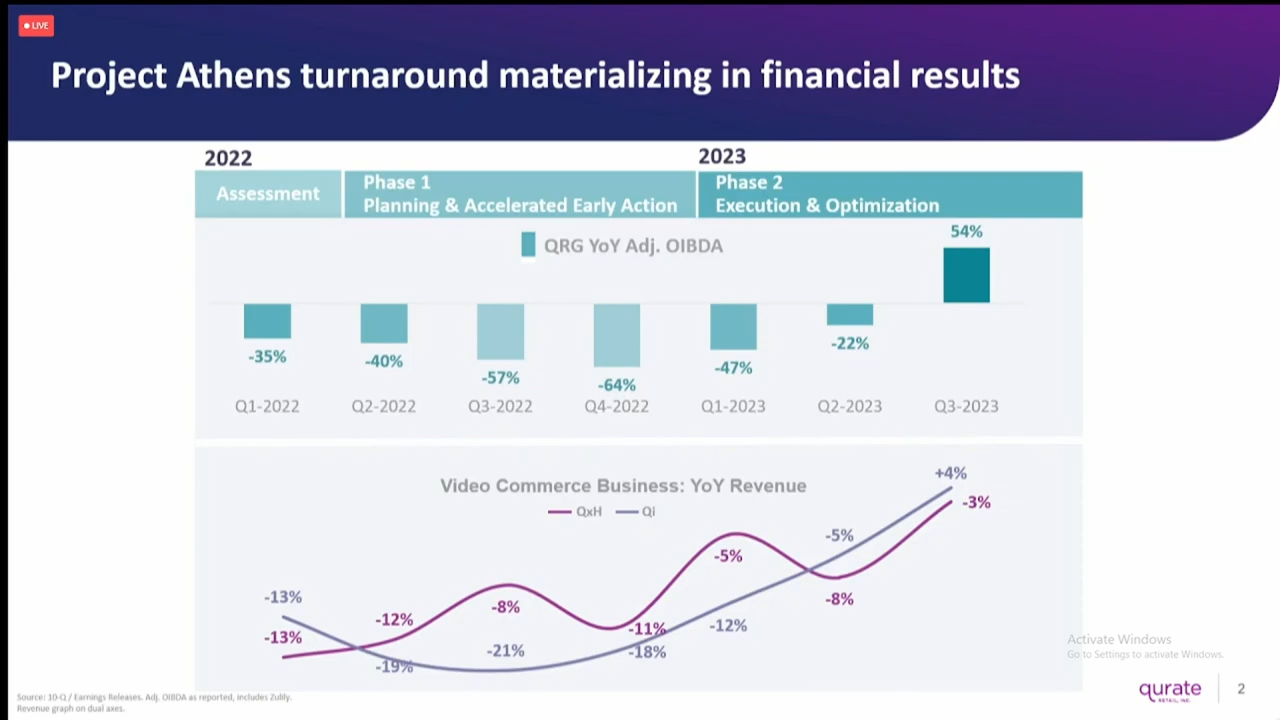 LIVE
Project Athens turnaround materializing in financial results
2022
2023
Assessment
Phase 1
Planning & Accelerated Early Action
Phase 2
Execution & Optimization
QRG YoY Adj. OIBDA
54%
-35%
-40%
-57%
-64%
-47%
-22%
Q1-2022
Q2-2022
Q3-2022
Q4-2022
Q1-2023
Q2-2023
Q3-2023
Video Commerce Business: YoY Revenue
QxH
Qi
+4%
-3%
-5%
-5%
-13%
-8%
-8%
-12%
-13%
-11%
-12%
-21%
-18%
-19%
Activate Windows
Go to Settings to activate Windows.
Source: 10-Q / Earnings Releases. Adj. OIBDA as reported, includes Zulily.
Revenue graph on dual axes.
qurate
RETAIL, INC.
2